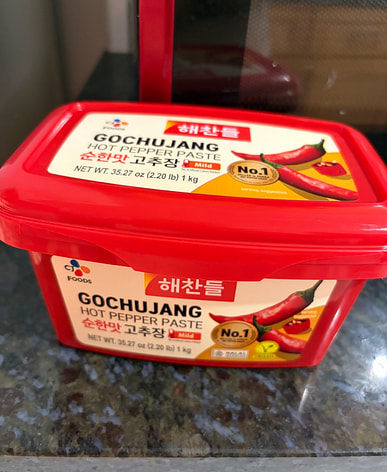 CJ
FOODS
해찬들
GOCHUJANG
HOT PEPPER PASTE
순한맛 고추장 Mild
NET WT. 35.27 oz (2.20 lb) 1 kg
No.1
CJ
FOODS
해찬들
GOCHUJANG
HOT PEPPER PASTE
순한맛 고추장 Mild
NET WT. 35.27 oz (2.20 lb) 1 kg
No.1